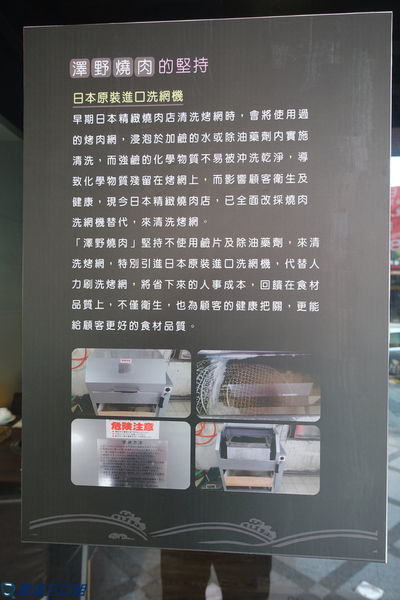 澤野燒肉的堅持
日本原裝進口洗網機
早期日本精緻燒肉店清洗烤網時，會將使用過
的烤肉網，浸泡於加鹼的水或除油藥劑內實施
清洗，而強鹼的化學物質不易被沖洗乾淨，導
致化學物質殘留在烤網上，而影響顧客衛生及
健康，現今日本精緻燒肉店，已全面改採燒肉
洗網機替代，來清洗烤網。
「澤野燒肉」堅持不使用鹼片及除油藥劑，來清
洗烤網，特別引進日本原裝進口洗網機，代替人
力刷洗烤網，將省下來的人事成本，回饋在食材
品質上，不僅衛生，也為顧客的健康把關，更能
給顧客更好的食材品質。
危険注意